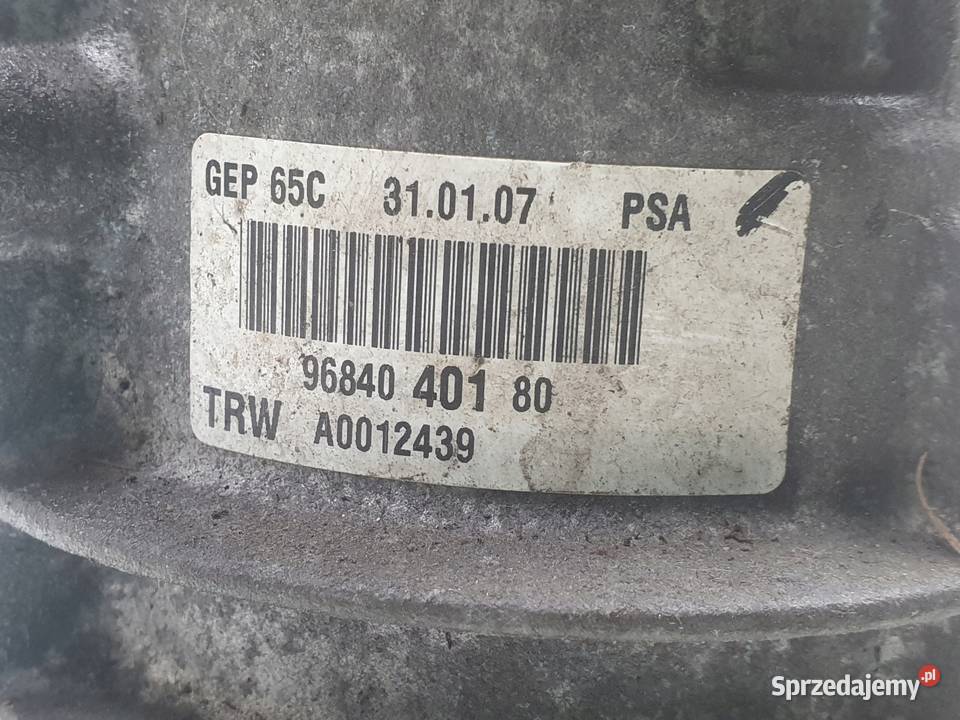 GEP 65C 31.01.07 PSA
96840 401 80
TRW A0012439
Sprzedajemy.pl